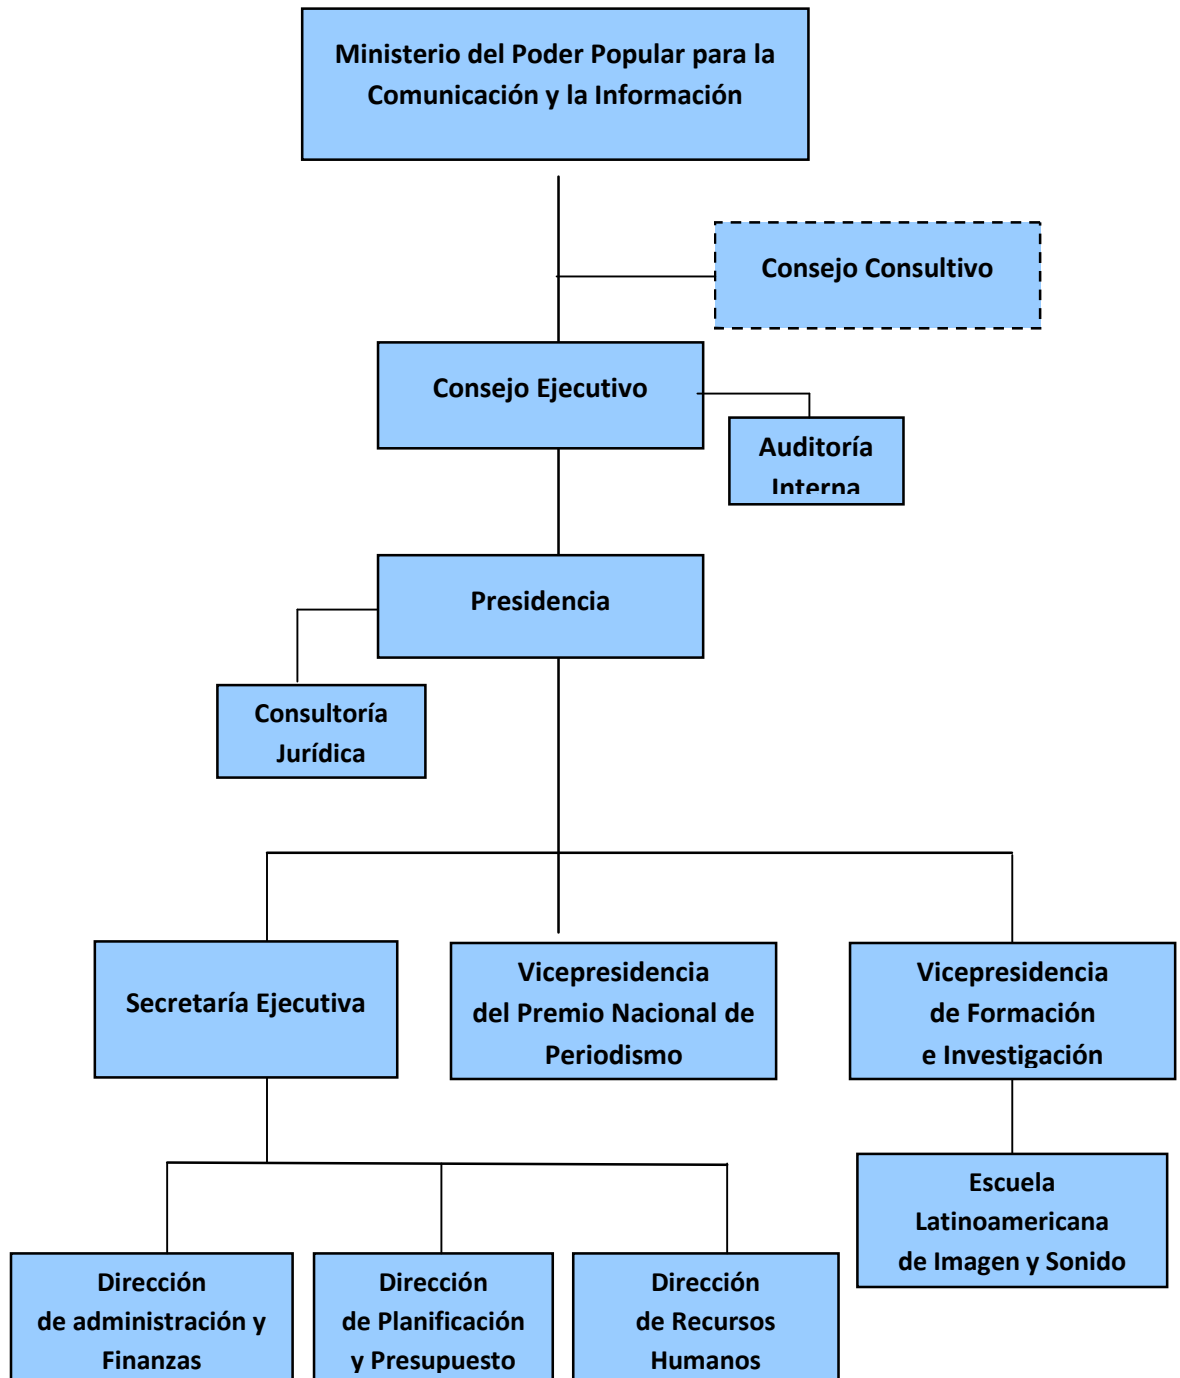 Ministerio del Poder Popular para la
Comunicación y la Información
Consejo Consultivo
Consejo Ejecutivo
Auditoría
Interna
Presidencia
Consultoría
Jurídica
Secretaría Ejecutiva
Vicepresidencia
del Premio Nacional de
Periodismo
Vicepresidencia
de Formación
e Investigación
Escuela
Latinoamericana
de Imagen y Sonido
Dirección
de administración y
Finanzas
Dirección
de Planificación
y Presupuesto
Dirección
de Recursos
Humanos